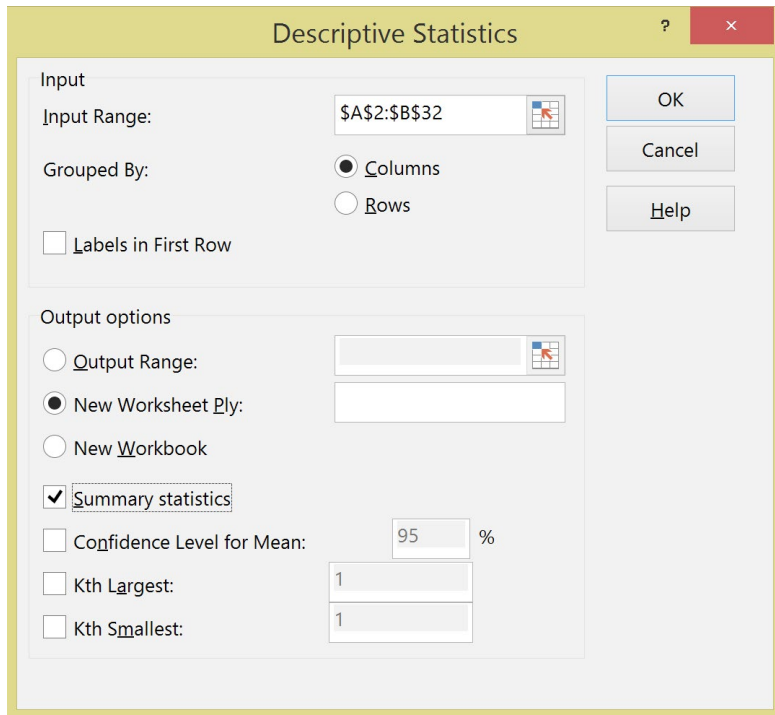 Descriptive Statistics
? ×
Input
Input Range: $A$2:$B$32
Grouped By: Columns
Rows
Labels in First Row
OK
Cancel
Help
Output options
Output Range:
New Worksheet Ply:
New Workbook
Summary statistics
Confidence Level for Mean: 95 %
Kth Largest: 1
Kth Smallest: 1